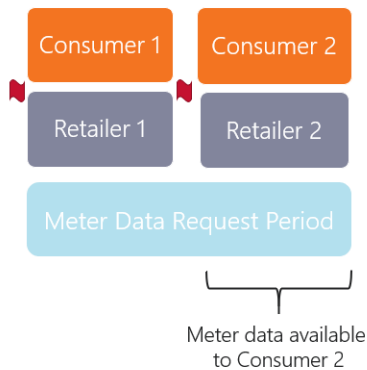 Consumer 1
Consumer 2
Retailer 1
Retailer 2
Meter Data Request Period
Meter data available
to Consumer 2